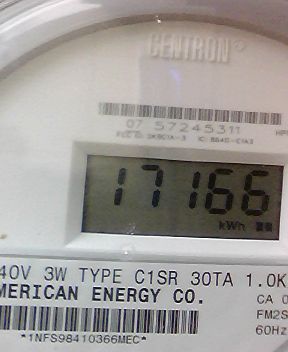 CENTRON®
07 57245311
17166
kWh
40V 3W TYPE C1SR 30TA 1.0K
MERICAN ENERGY CO.
CA 0
FM2S
60Hz
*1NFS98410366MEC*